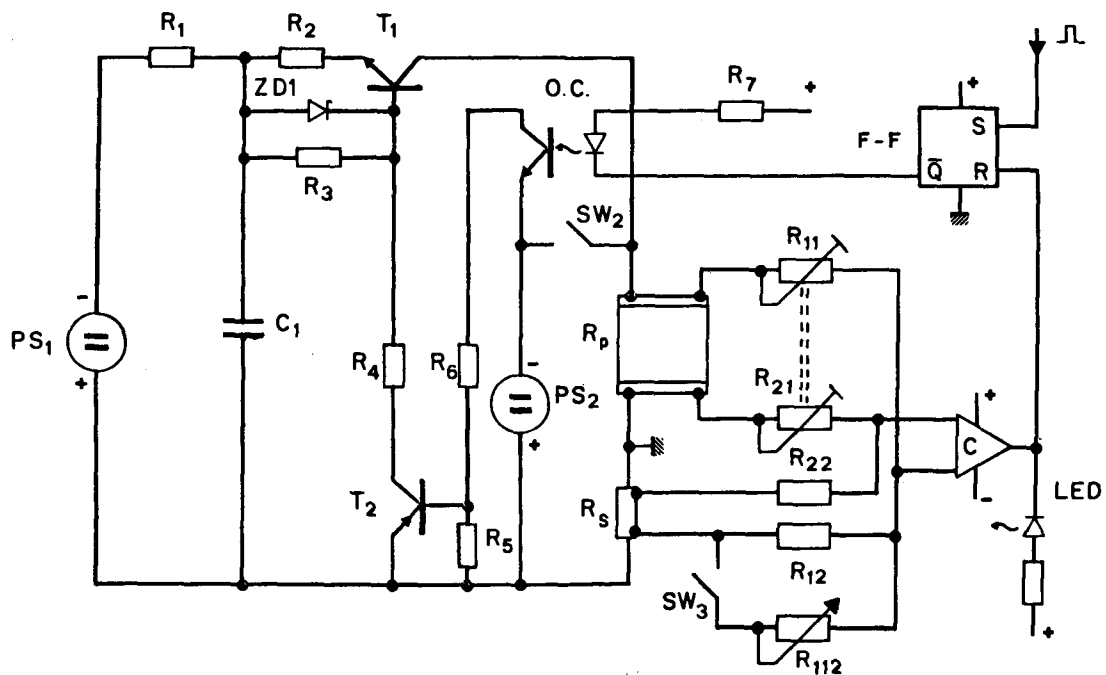 R1
R2
T1
ZD1
R3
O.C.
R7
+
+
F-F
S
Q̅
R
SW2
R11
PS1
-
+
C1
R4
R6
-
PS2
+
Rp
R21
R22
C
+
-
LED
T2
R5
Rs
R12
SW3
R112
+